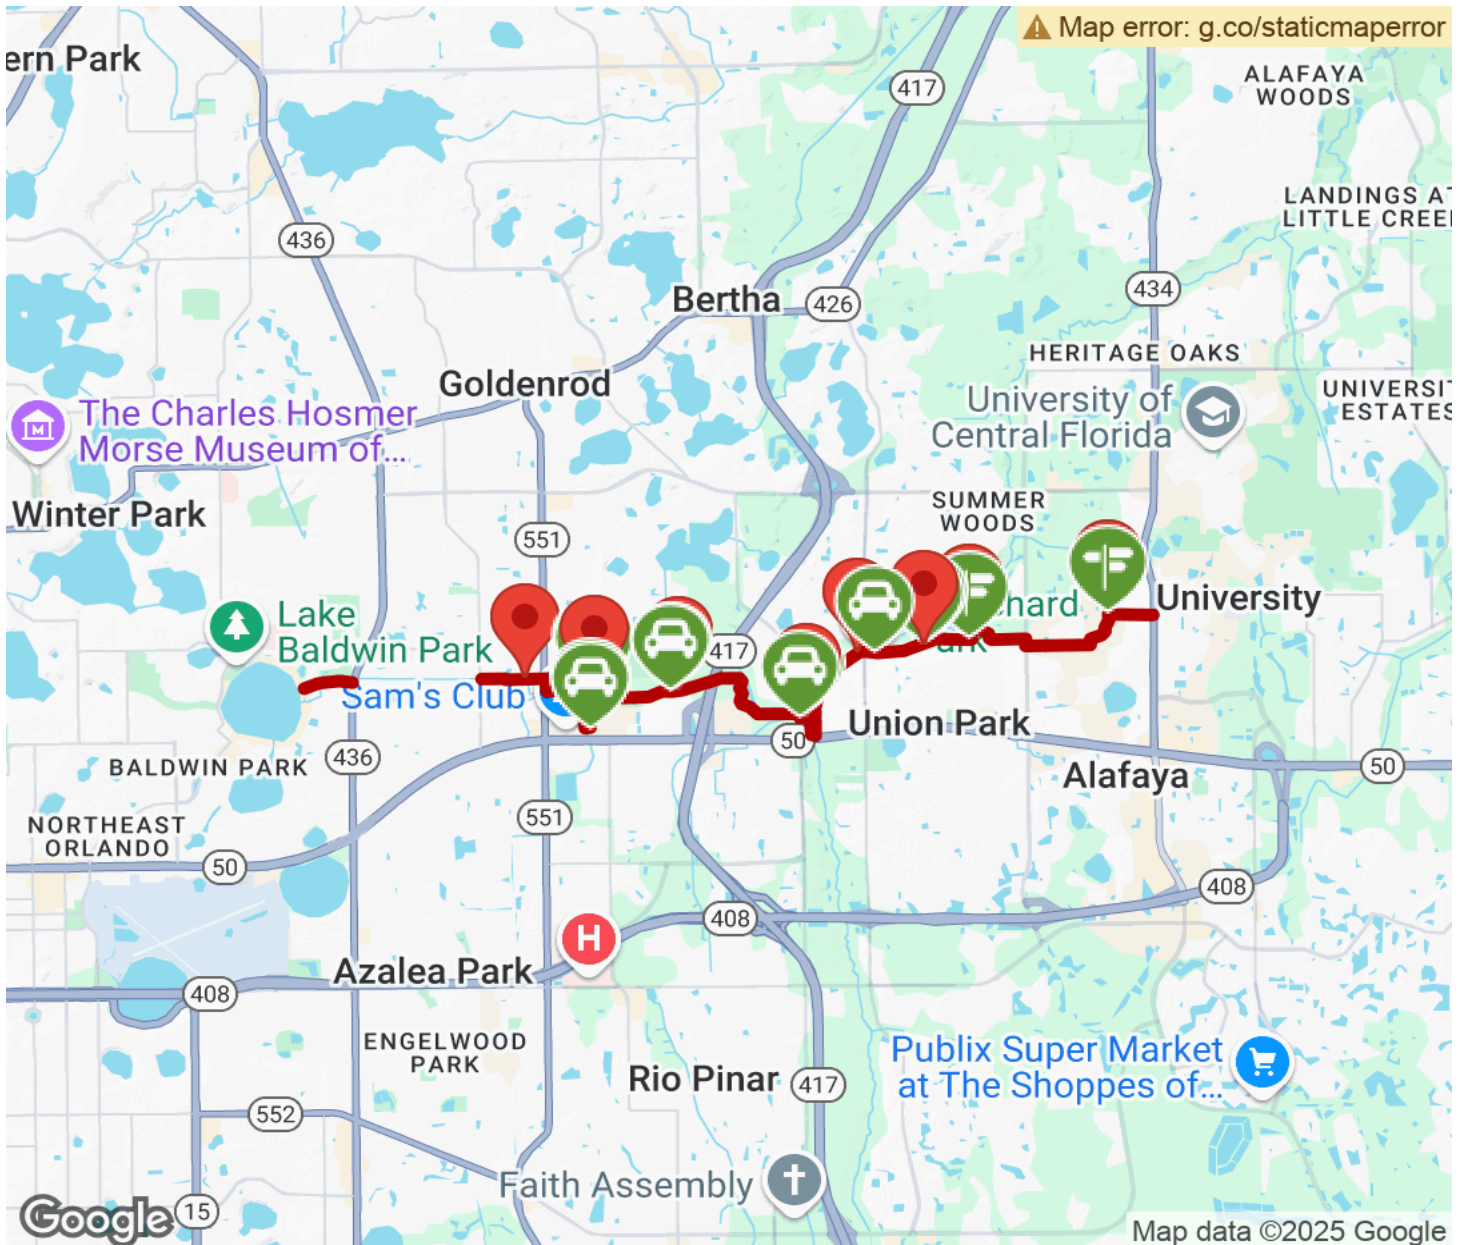 Map error: g.co/staticmaperror
ern Park
417
ALAFAYA
WOODS
LANDINGS AT
LITTLE CREE
436
Bertha
426
434
HERITAGE OAKS
Goldenrod
University of
Central Florida
UNIVERSIT
ESTATES
The Charles Hosmer
Morse Museum of...
Winter Park
SUMMER
WOODS
551
Lake
Baldwin Park
hard
ark
University
417
Sam's Club
Union Park
50
BALDWIN PARK
436
Alafaya
50
NORTHEAST
ORLANDO
551
50
408
408
H
Azalea Park
408
ENGELWOOD
PARK
Rio Pinar
417
Publix Super Market
at The Shoppes of...
552
Faith Assembly
15
Google
Map data ©2025 Google